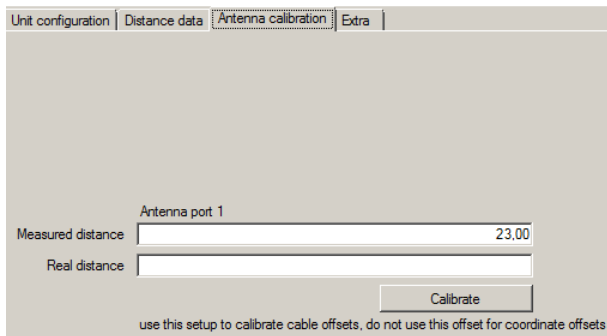 Unit configuration Distance data Antenna calibration Extra
Antenna port 1
Measured distance 23,00
Real distance
Calibrate
use this setup to calibrate cable offsets, do not use this offset for coordinate offsets